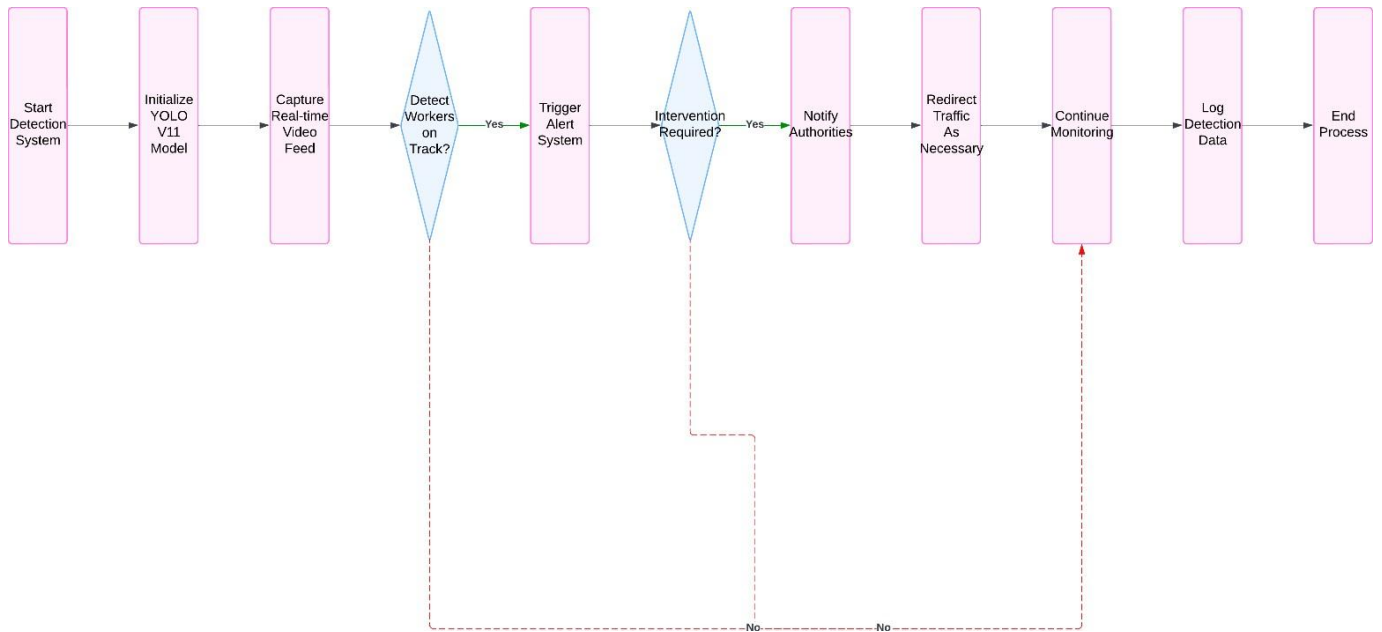 Start
Detection
System
Initialize
YOLO
V11
Model
Capture
Real-time
Video
Feed
Detect
Workers
on
Track?
Yes
Trigger
Alert
System
Intervention
Required?
Yes
Notify
Authorities
Redirect
Traffic
As
Necessary
Continue
Monitoring
Log
Detection
Data
End
Process
No
No